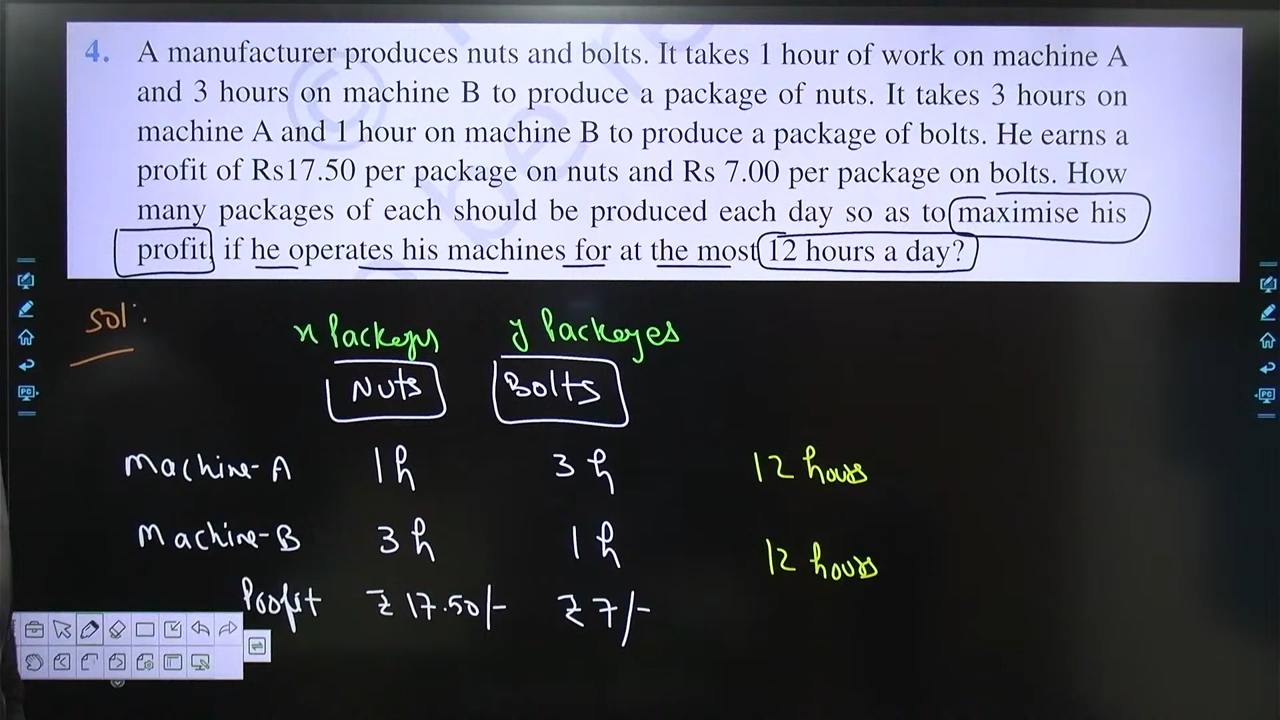 4. A manufacturer produces nuts and bolts. It takes 1 hour of work on machine A
and 3 hours on machine B to produce a package of nuts. It takes 3 hours on
machine A and 1 hour on machine B to produce a package of bolts. He earns a
profit of Rs17.50 per package on nuts and Rs 7.00 per package on bolts. How
many packages of each should be produced each day so as to maximise his
profit, if he operates his machines for at the most 12 hours a day?
Sol:
x Packages y Packeges
Nuts Bolts
Machine-A 1h 3h 12 hours
Machine-B 3h 1h 12 hours
Profit ₹17.50/- ₹7/-